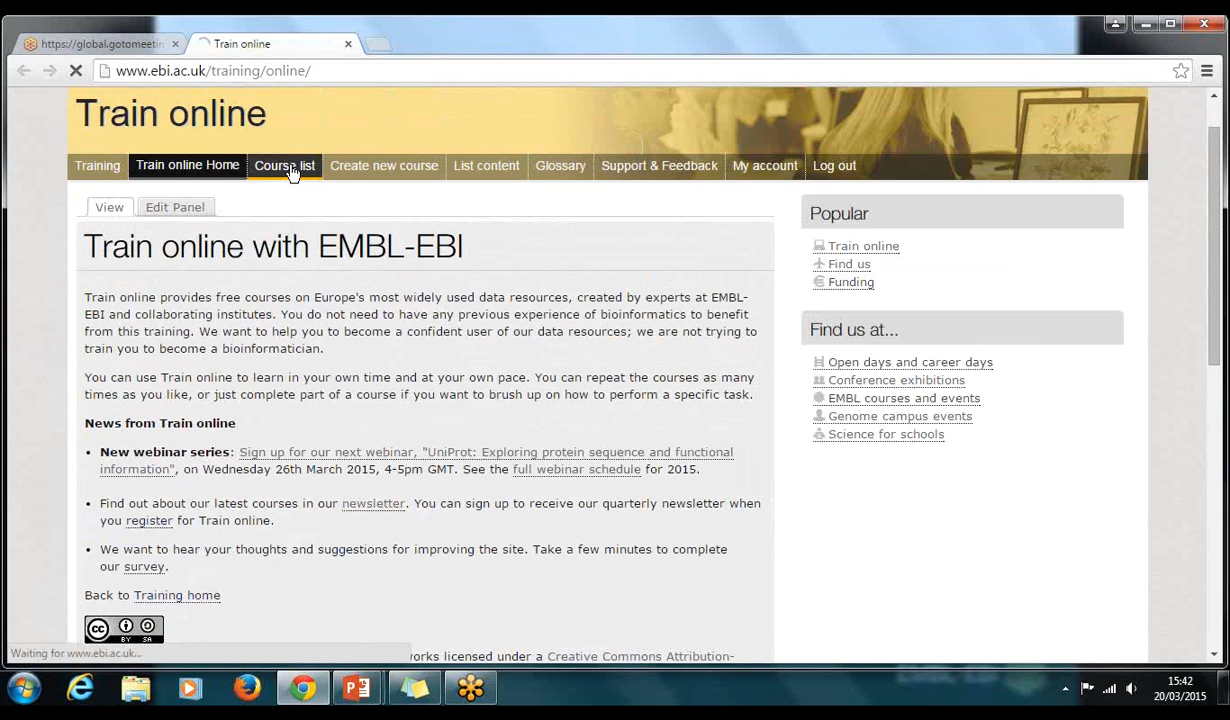 https://global.gotomeetin
Train online
www.ebi.ac.uk/training/online/
Train online
Training
Train online Home
Course list
Create new course
List content
Glossary
Support & Feedback
My account
Log out
View
Edit Panel
Train online with EMBL-EBI
Train online provides free courses on Europe's most widely used data resources, created by experts at EMBL-
EBI and collaborating institutes. You do not need to have any previous experience of bioinformatics to benefit
from this training. We want to help you to become a confident user of our data resources; we are not trying to
train you to become a bioinformatician.
You can use Train online to learn in your own time and at your own pace. You can repeat the courses as many
times as you like, or just complete part of a course if you want to brush up on how to perform a specific task.
News from Train online
• New webinar series: Sign up for our next webinar, "UniProt: Exploring protein sequence and functional
information", on Wednesday 26th March 2015, 4-5pm GMT. See the full webinar schedule for 2015.
• Find out about our latest courses in our newsletter. You can sign up to receive our quarterly newsletter when
you register for Train online.
• We want to hear your thoughts and suggestions for improving the site. Take a few minutes to complete
our survey.
Back to Training home
cc BY SA
works licensed under a Creative Commons Attribution-
Popular
Train online
Find us
Funding
Find us at...
Open days and career days
Conference exhibitions
EMBL courses and events
Genome campus events
Science for schools
Waiting for www.ebi.ac.uk...
15:42
20/03/2015